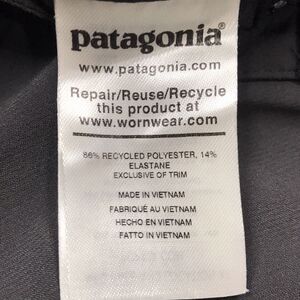 patagonia®
www.patagonia.com
Repair/Reuse/Recycle
this product at
www.wornwear.com
86% RECYCLED POLYESTER, 14%
ELASTANE
EXCLUSIVE OF TRIM
MADE IN VIETNAM
FABRIQUÉ AU VIETNAM
HECHO EN VIETNAM
FATTO IN VIETNAM